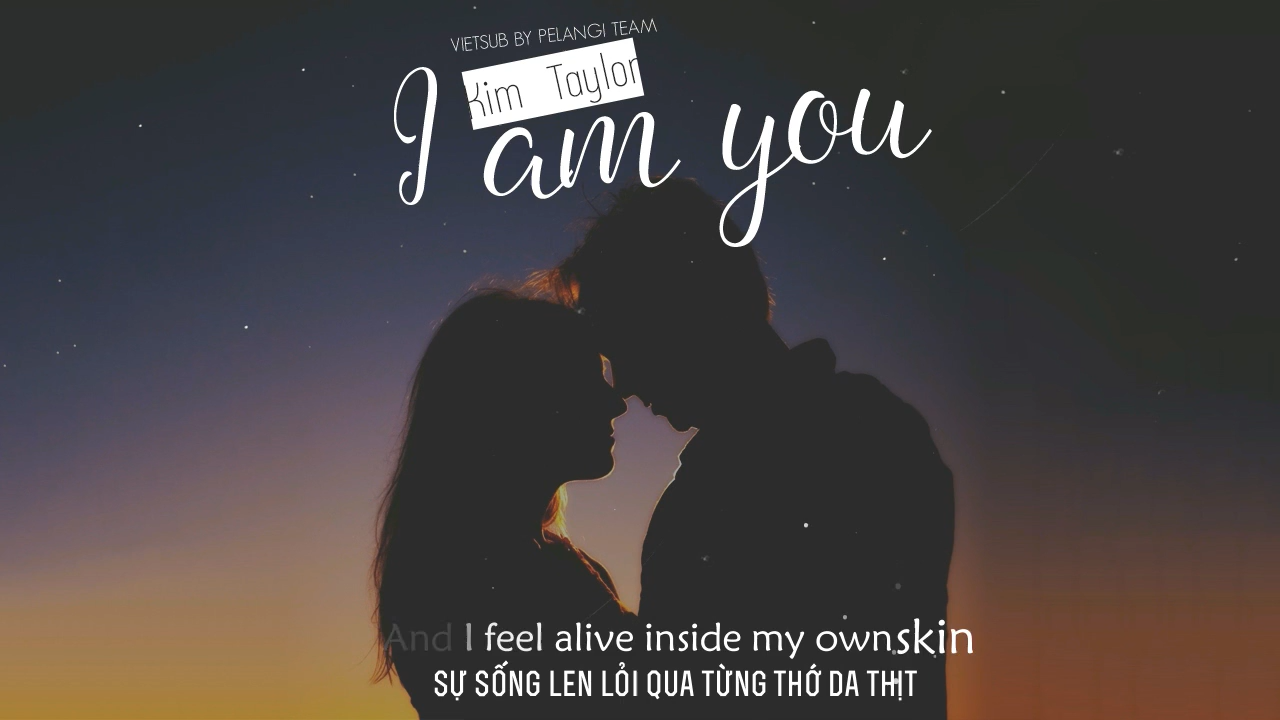 VIETSUB BY PELANGI TEAM
Kim Taylor
I am you
And I feel alive inside my own skin
SỰ SỐNG LEN LỎI QUA TỪNG THỚ DA THỊT